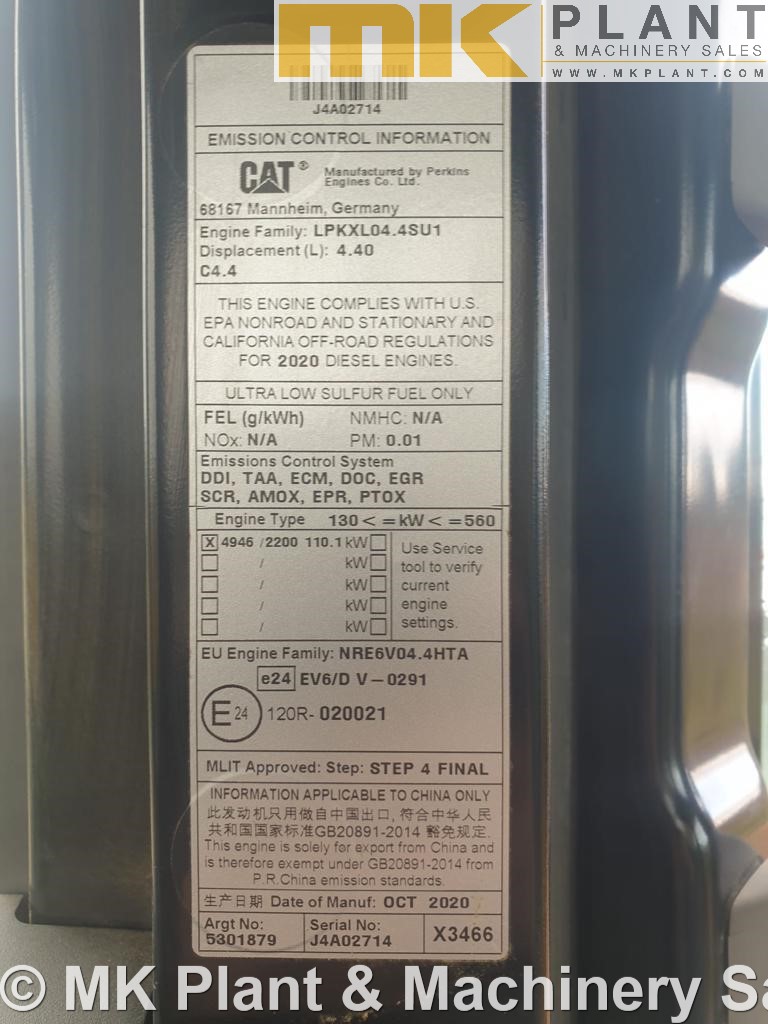 MK PLANT
& MACHINERY SALES
WWW.MKPLANT.COM
J4A02714
EMISSION CONTROL INFORMATION
CAT® Manufactured by Perkins
Engines Co. Ltd.
68167 Mannheim, Germany
Engine Family: LPKXL04.4SU1
Displacement (L): 4.40
C4.4
THIS ENGINE COMPLIES WITH U.S.
EPA NONROAD AND STATIONARY AND
CALIFORNIA OFF-ROAD REGULATIONS
FOR 2020 DIESEL ENGINES.
ULTRA LOW SULFUR FUEL ONLY
FEL (g/kWh) NMHC: N/A
NOx: N/A PM: 0.01
Emissions Control System
DDI, TAA, ECM, DOC, EGR
SCR, AMOX, EPR, PTOX
Engine Type 130<=kW<=560
X 4946 /2200 110.1 kW
/ kW
/ kW
/ kW
/ kW
Use Service
tool to verify
current
engine
settings.
EU Engine Family: NRE6V04.4HTA
e24 EV6/D V-0291
E24 120R-020021
MLIT Approved: Step: STEP 4 FINAL
INFORMATION APPLICABLE TO CHINA ONLY
此发动机只用做自中国出口, 符合中华人民
共和国国家标准GB20891-2014 豁免规定.
This engine is solely for export from China and
is therefore exempt under GB20891-2014 from
P.R.China emission standards.
生产日期 Date of Manuf: OCT 2020
Argt No: Serial No:
5301879 J4A02714 X3466
© MK Plant & Machinery Sa